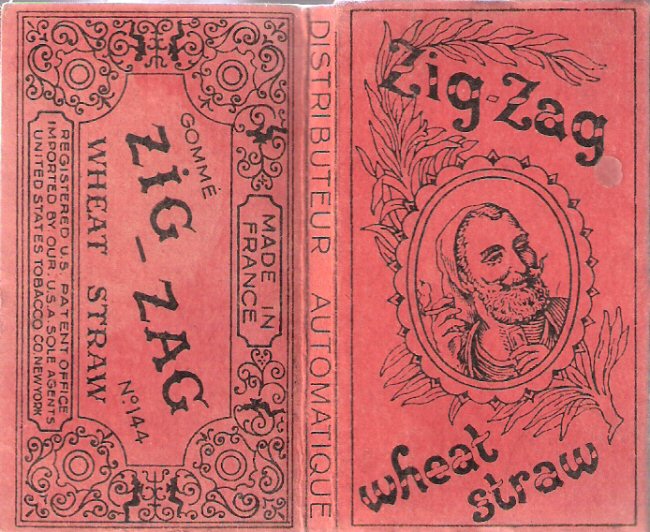 Zig-Zag
wheat
straw
DISTRIBUTEUR AUTOMATIQUE
MADE IN
FRANCE
GOMMÉ
ZIG-ZAG
Nº144
WHEAT STRAW
REGISTERED U.S. PATENT OFFICE
IMPORTED BY OUR U.S.A SOLE AGENTS
UNITED STATES TOBACCO CO. NEW YORK